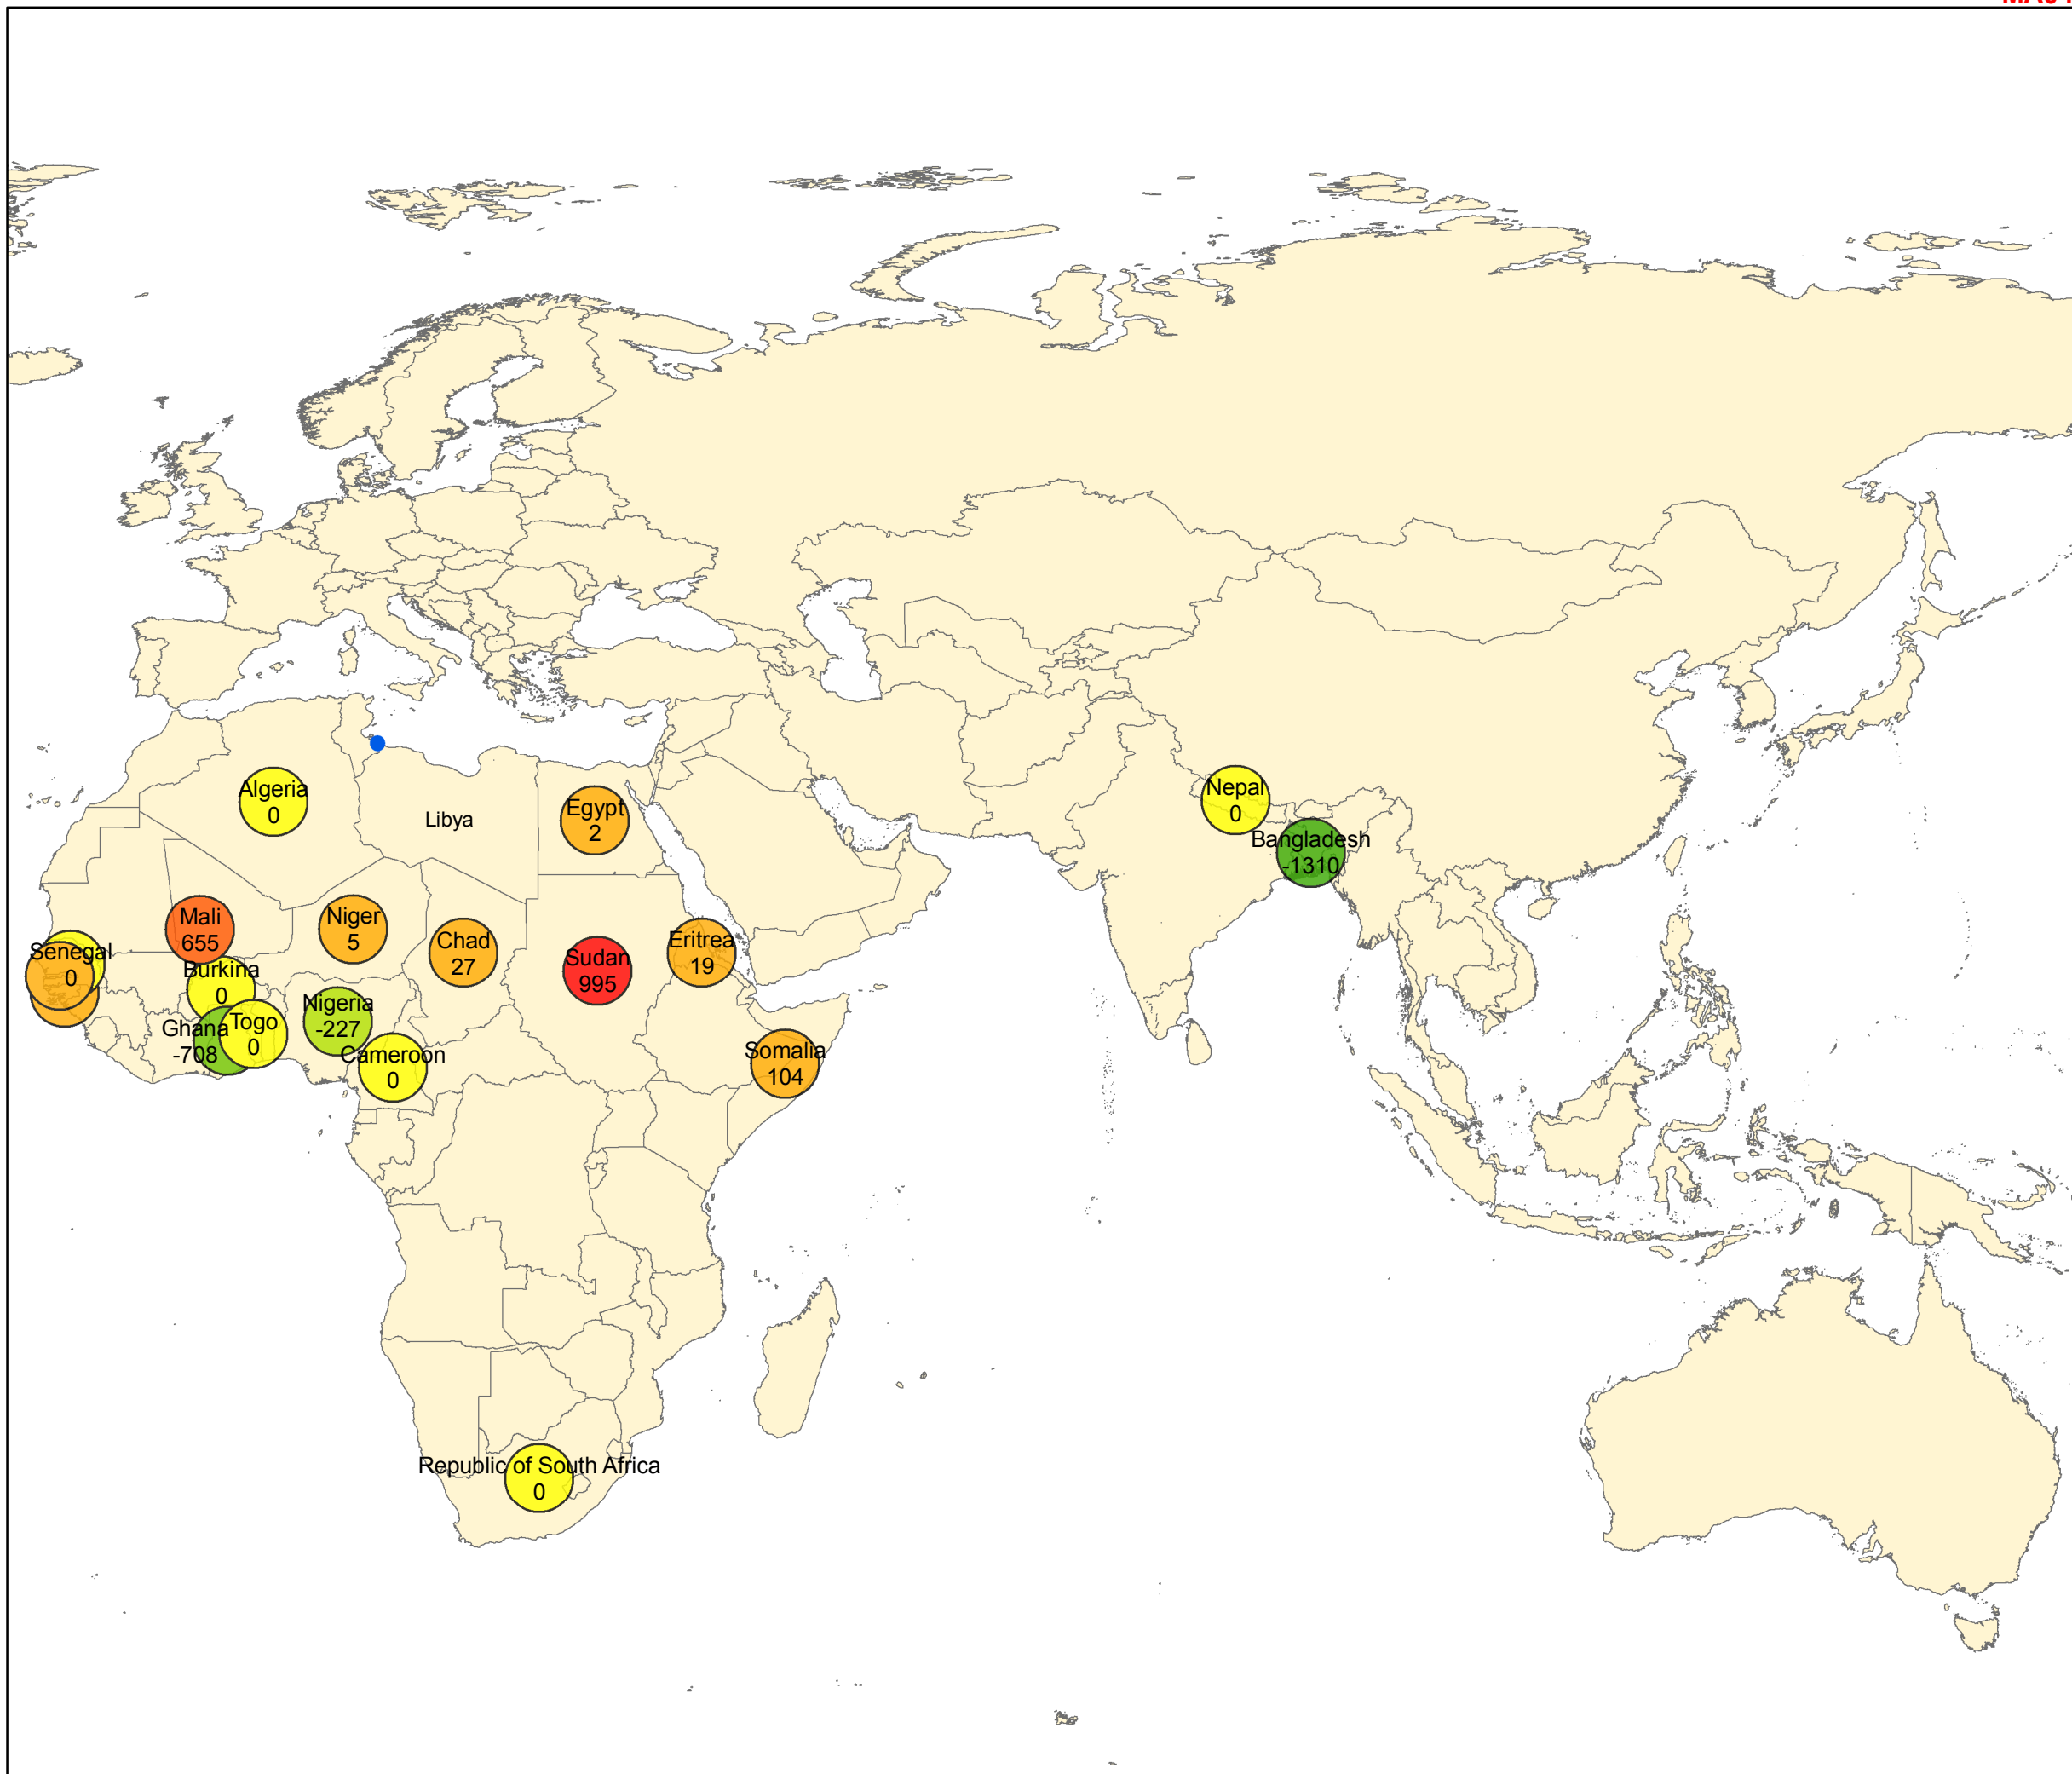 Nepal
0
Algeria
0
Egypt
2
Libya
Bangladesh
-1310
Mali
655
Niger
5
Chad
27
Sudan
995
Eritrea
19
Senegal
0
Burkina
0
Nigeria
-227
Ghana
-708
Togo
0
Cameroon
0
Somalia
104
Republic of South Africa
0